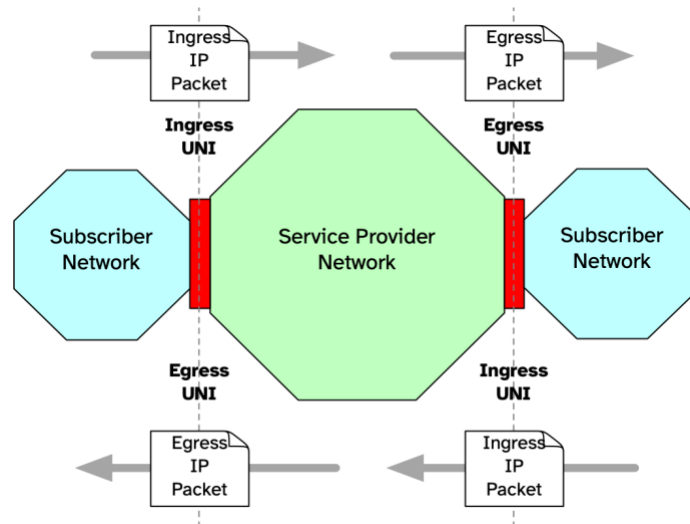 Ingress
IP
Packet
Egress
IP
Packet
Ingress
UNI
Egress
UNI
Subscriber
Network
Service Provider
Network
Subscriber
Network
Egress
UNI
Ingress
UNI
Egress
IP
Packet
Ingress
IP
Packet